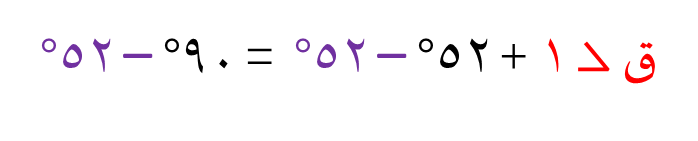 ق ∠ ١ + ٥٢° − ٥٢° = ٩٠° − ٥٢°